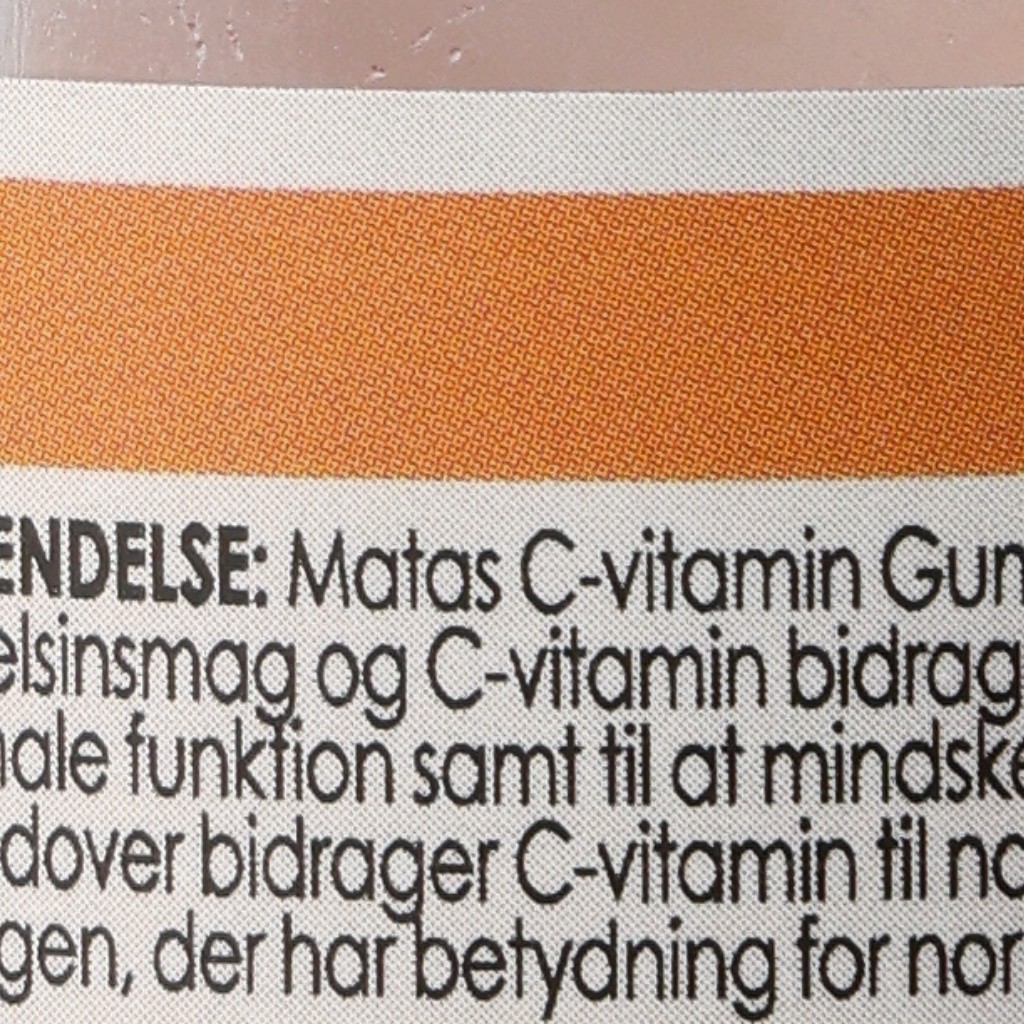 ENDELSE: Matas C-vitamin Gum
elsinsmag og C-vitamin bidrag
nale funktion samt til at mindske
dover bidrager C-vitamin til no
gen, der har betydning for nor